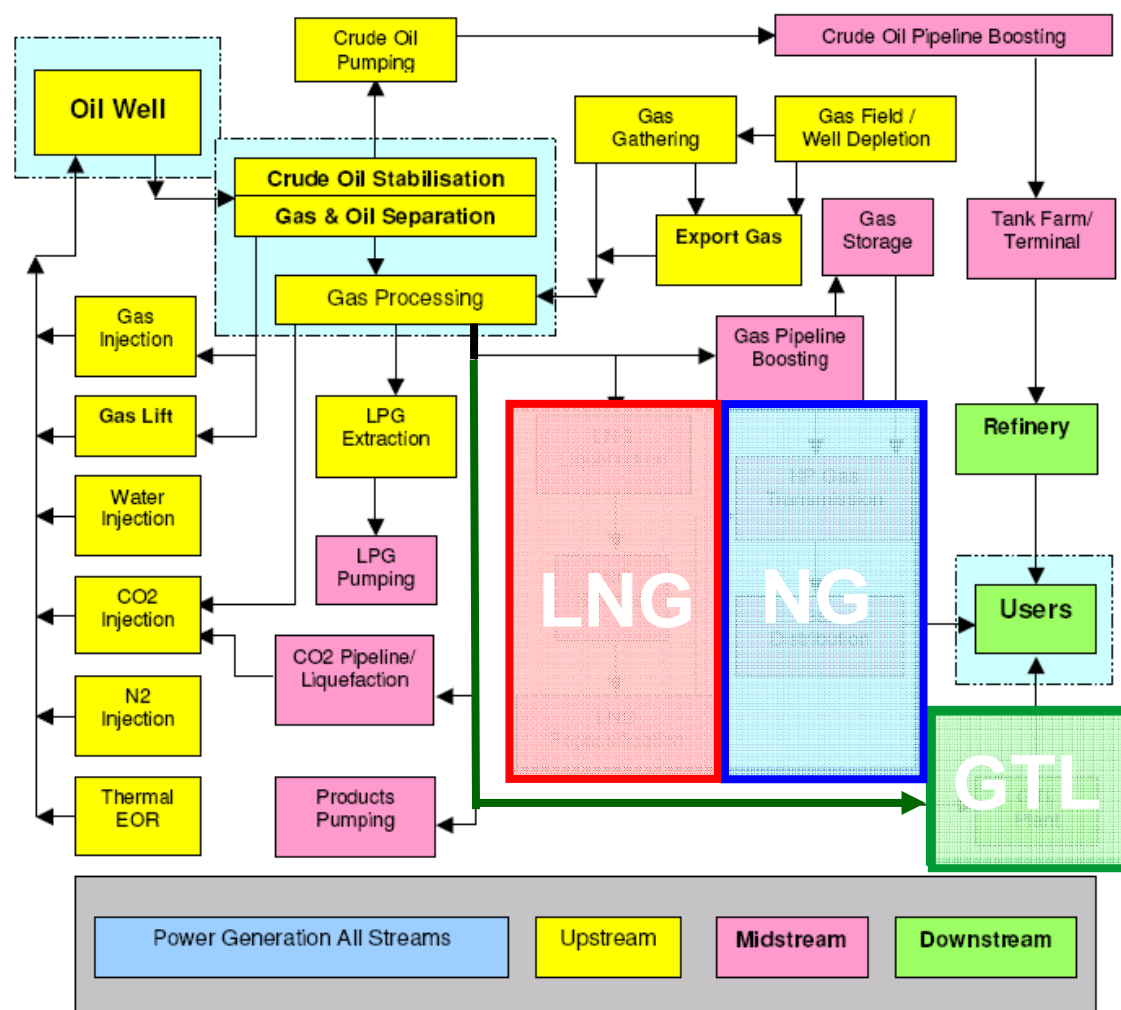 Crude Oil
Pumping
Crude Oil Pipeline Boosting
Oil Well
Gas
Gathering
Gas Field /
Well Depletion
Crude Oil Stabilisation
Gas & Oil Separation
Export Gas
Gas
Storage
Tank Farm/
Terminal
Gas Processing
Gas
Injection
Gas Pipeline
Boosting
Gas Lift
LPG
Extraction
Refinery
Water
Injection
LPG
Pumping
CO2
Injection
LNG
NG
Users
CO2 Pipeline/
Liquefaction
N2
Injection
GTL
Thermal
EOR
Products
Pumping
Power Generation All Streams
Upstream
Midstream
Downstream